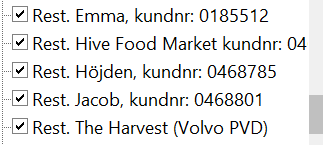 Rest. Emma, kundnr: 0185512
Rest. Hive Food Market kundnr: 04
Rest. Höjden, kundnr: 0468785
Rest. Jacob, kundnr: 0468801
Rest. The Harvest (Volvo PVD)